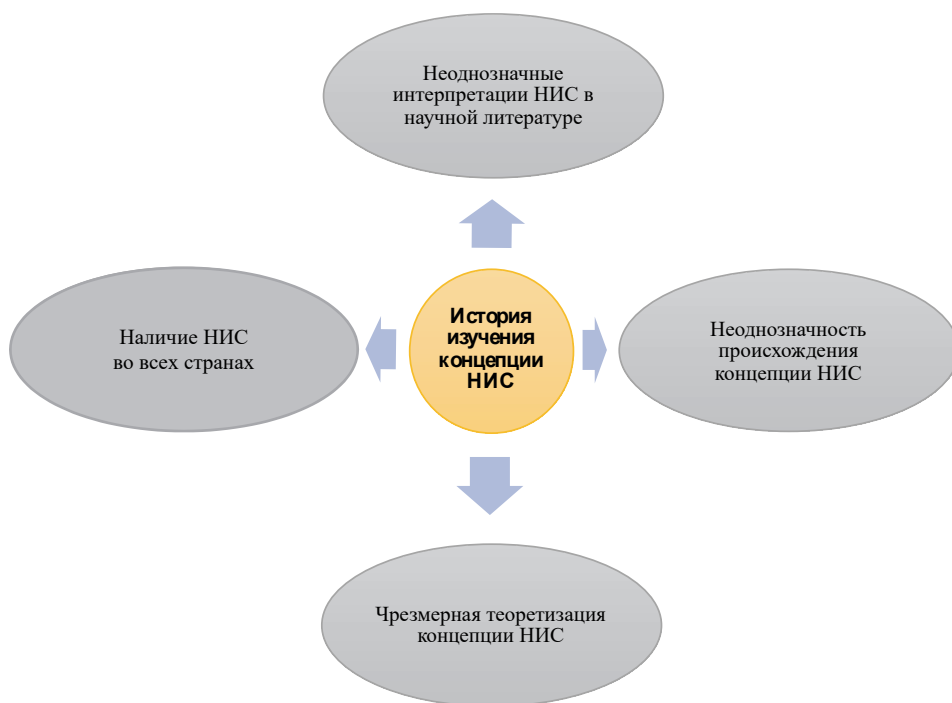 Неоднозначные
интерпретации НИС в
научной литературе
Наличие НИС
во всех странах
История
изучения
концепции
НИС
Неоднозначность
происхождения
концепции НИС
Чрезмерная теоретизация
концепции НИС